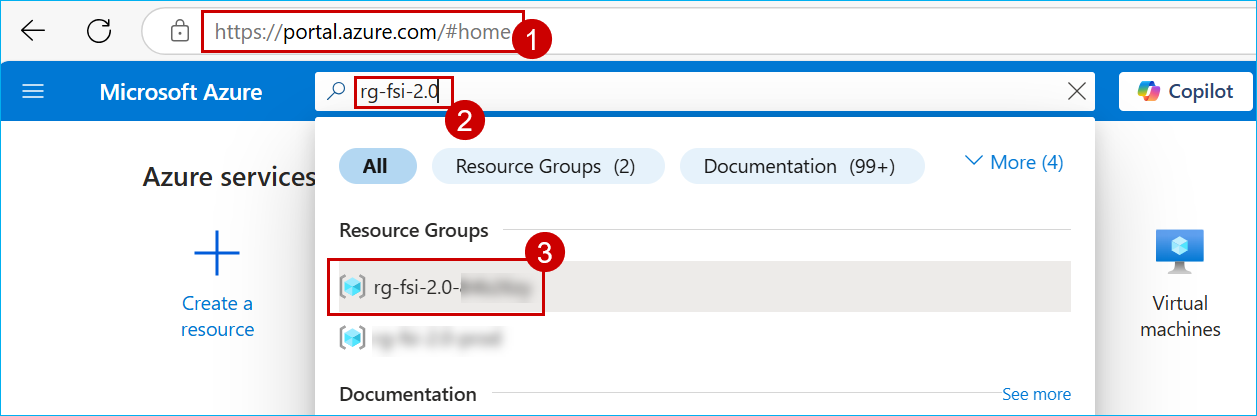 https://portal.azure.com/#home
1
Microsoft Azure
rg-fsi-2.0
Copilot
2
All
Resource Groups (2)
Documentation (99+)
More (4)
Azure services
Resource Groups
3
rg-fsi-2.0-
Create a
resource
Virtual
machines
Documentation
See more